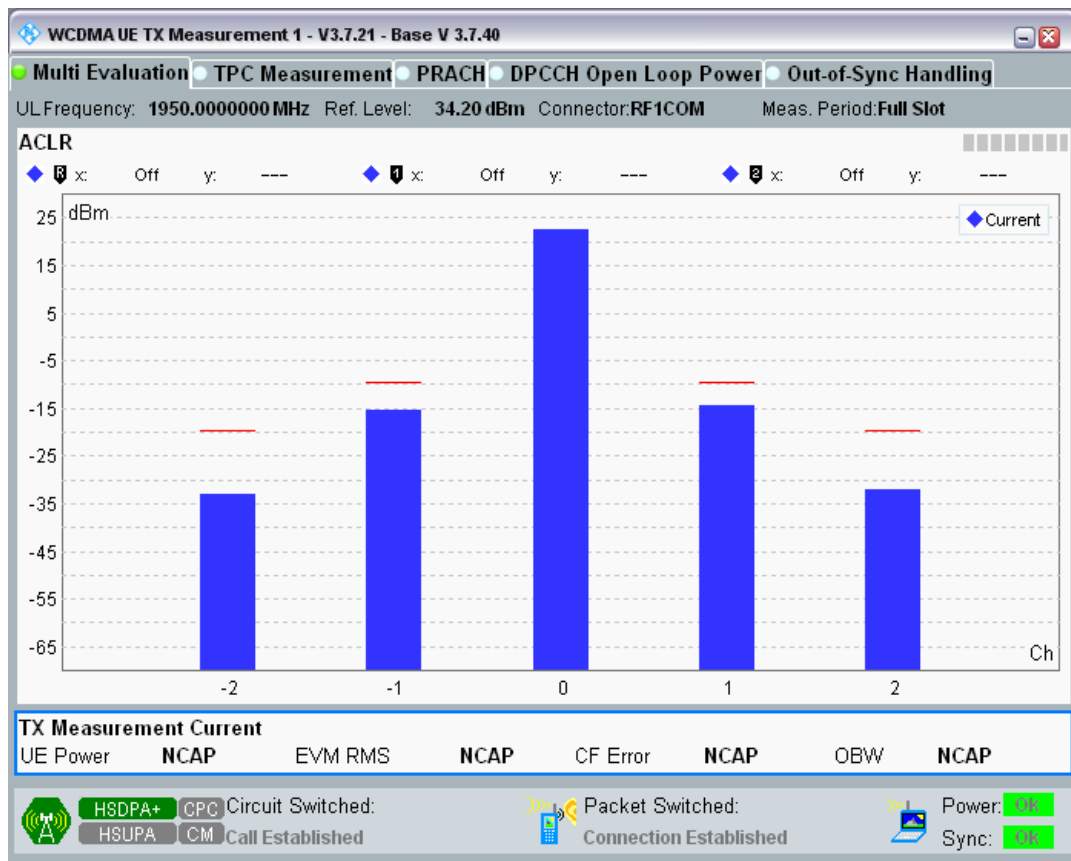 WCDMA UE TX Measurement 1 - V3.7.21 - Base V 3.7.40
Multi Evaluation TPC Measurement PRACH DPCCH Open Loop Power Out-of-Sync Handling
UL Frequency: 1950.0000000 MHz Ref. Level: 34.20 dBm Connector: RF1COM Meas. Period: Full Slot
ACLR
R x: Off y: --- 1 x: Off y: --- 2 x: Off y: ---
dBm
Current
25
15
5
-5
-15
-25
-35
-45
-55
-65
Ch
-2 -1 0 1 2
TX Measurement Current
UE Power NCAP EVM RMS NCAP CF Error NCAP OBW NCAP
HSDPA+ CPC Circuit Switched: Packet Switched: Power: OK
HSUPA CM Call Established Connection Established Sync: OK